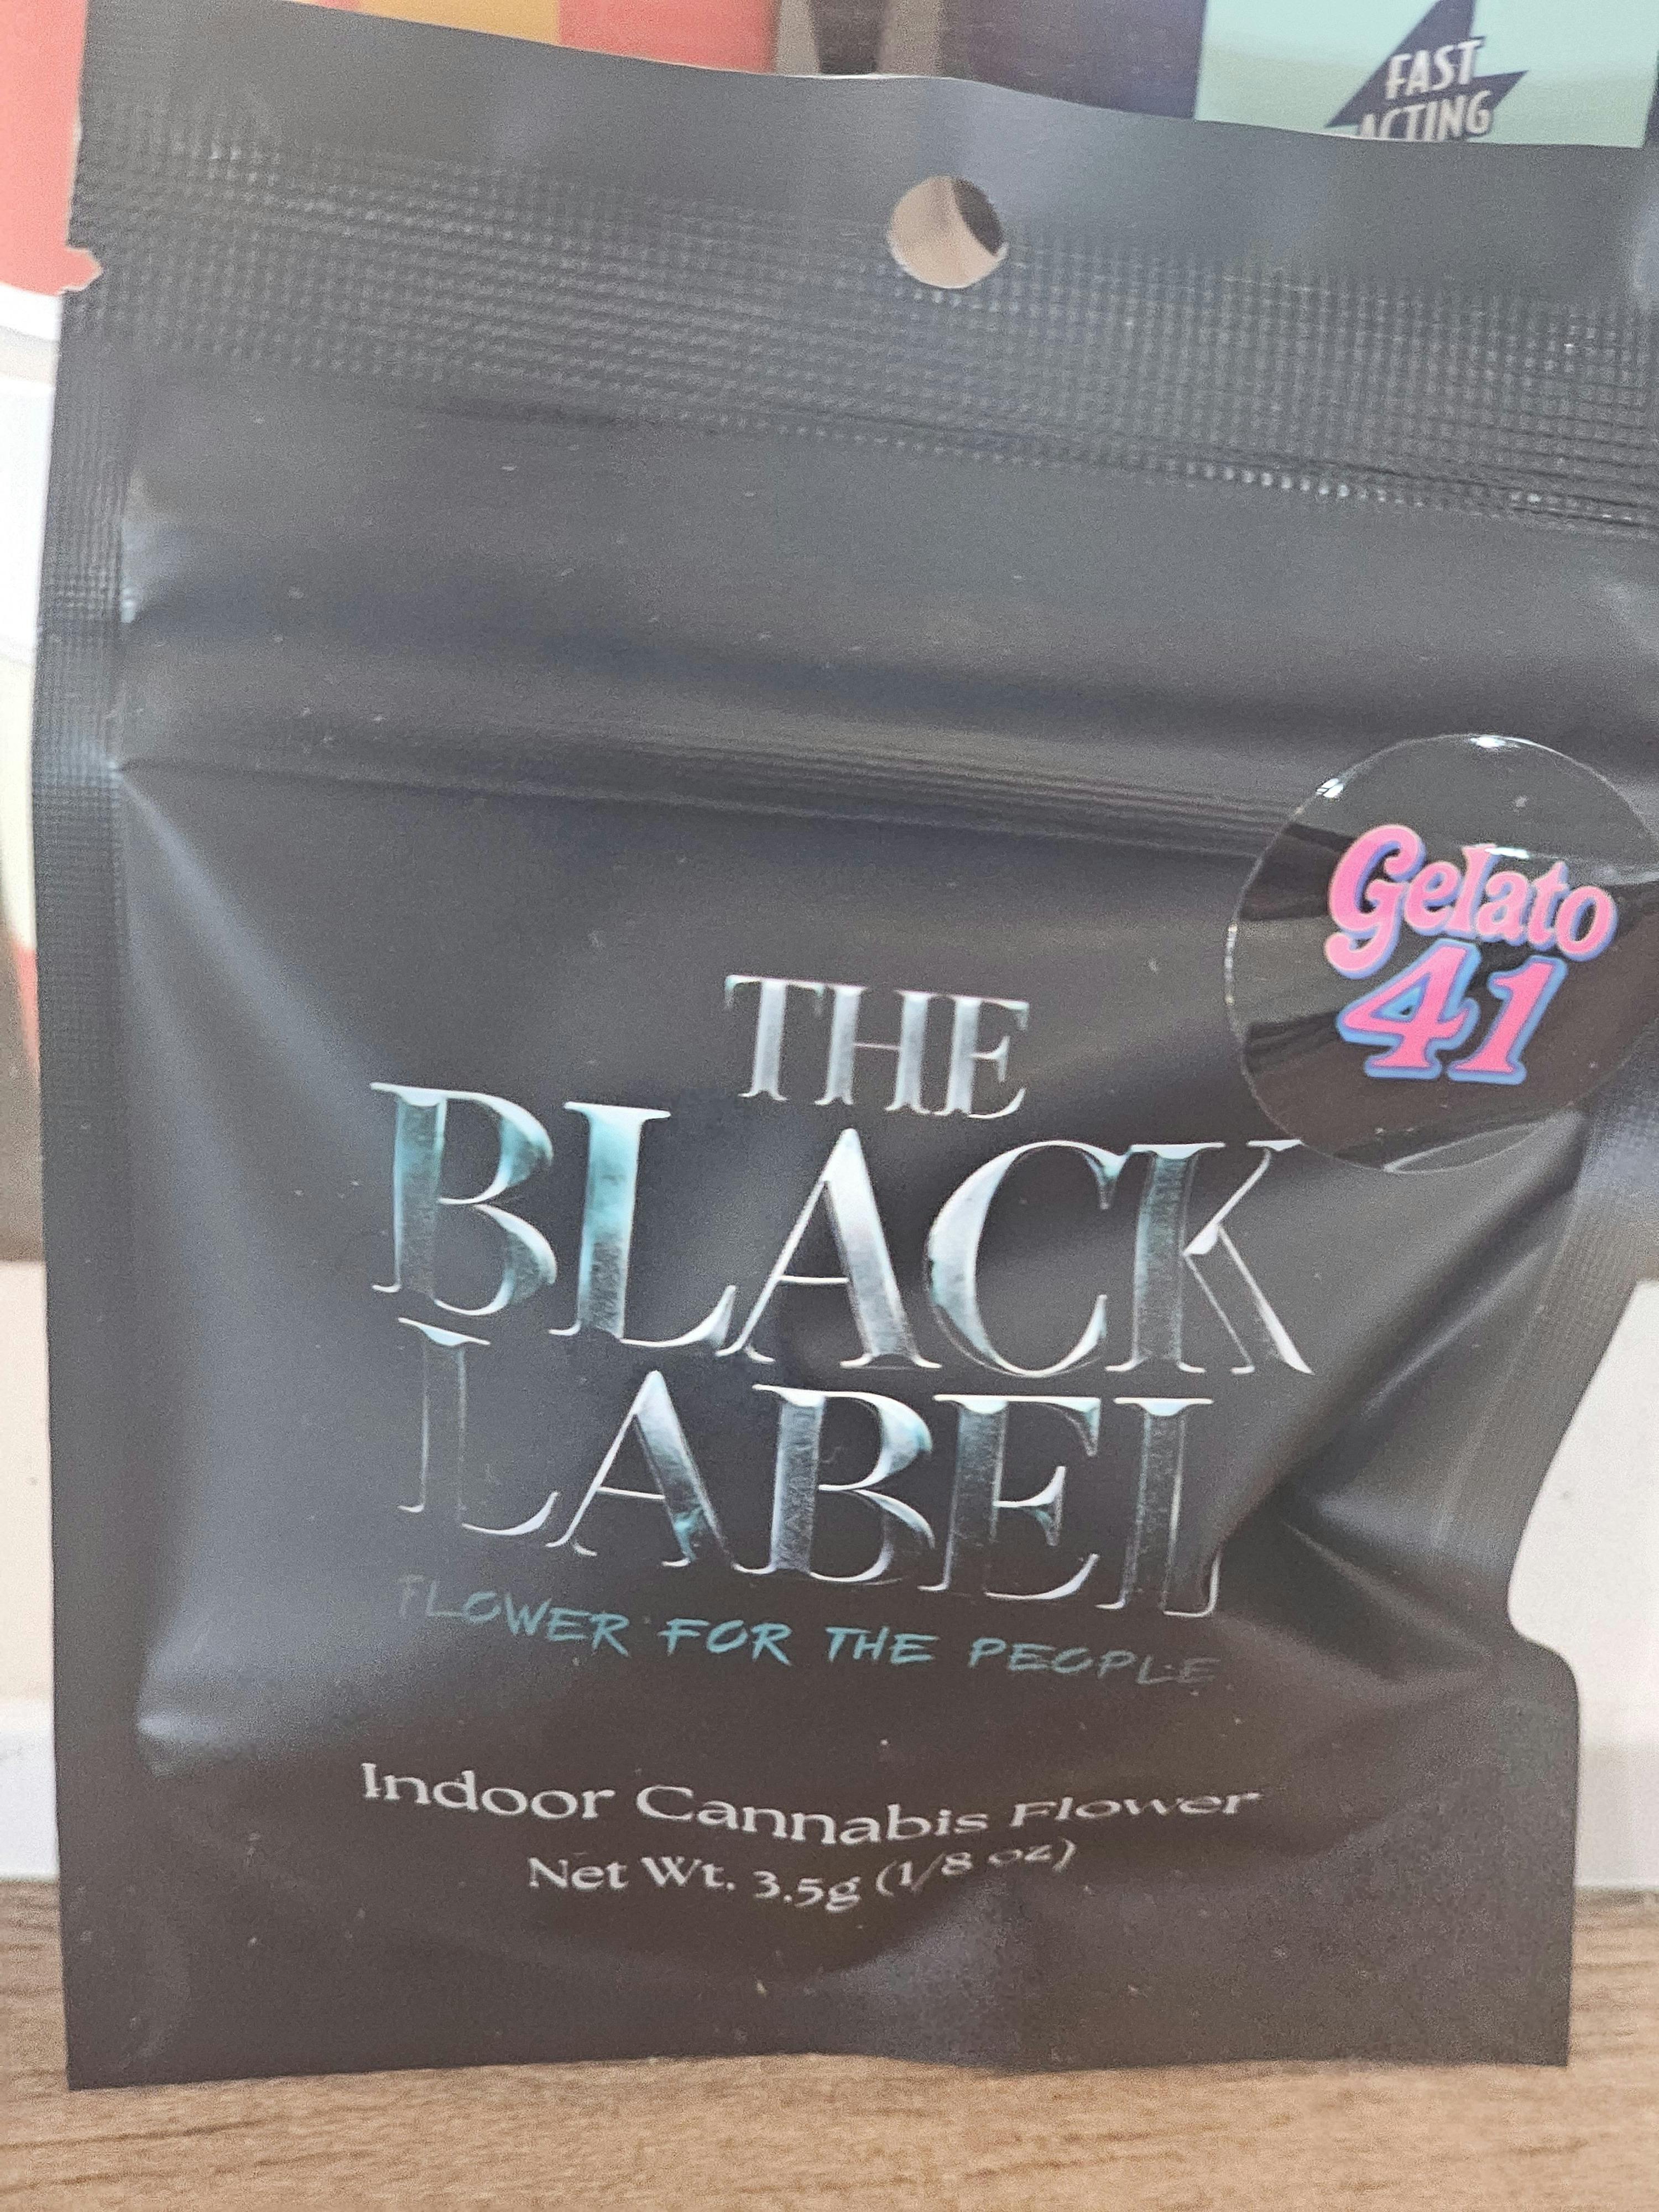 FAST
ACTING
Gelato
41
THE
BLACK
LABEL
FLOWER FOR THE PEOPLE
Indoor Cannabis Flower
Net Wt. 3.5g (1/8 oz)